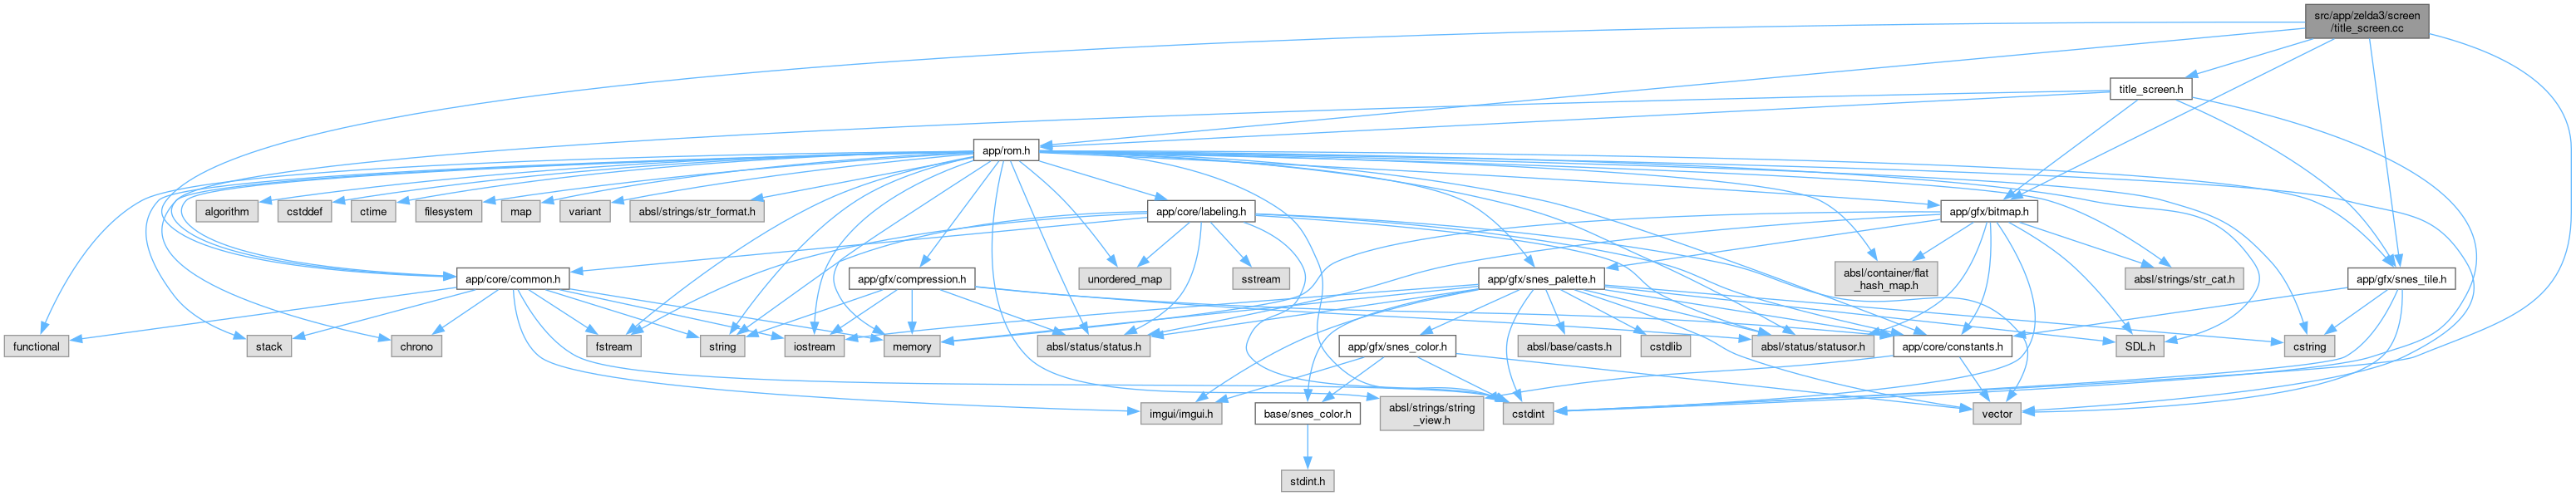 src/app/zelda3/screen
/title_screen.cc
title_screen.h
app/rom.h
algorithm
cstddef
ctime
filesystem
map
variant
absl/strings/str_format.h
app/core/labeling.h
app/gfx/bitmap.h
app/core/common.h
app/gfx/compression.h
unordered_map
sstream
app/gfx/snes_palette.h
absl/container/flat
_hash_map.h
absl/strings/str_cat.h
app/gfx/snes_tile.h
functional
stack
chrono
fstream
string
iostream
memory
absl/status/status.h
app/gfx/snes_color.h
absl/base/casts.h
cstdlib
absl/status/statusor.h
app/core/constants.h
SDL.h
cstring
imgui/imgui.h
base/snes_color.h
absl/strings/string
_view.h
cstdint
vector
stdint.h